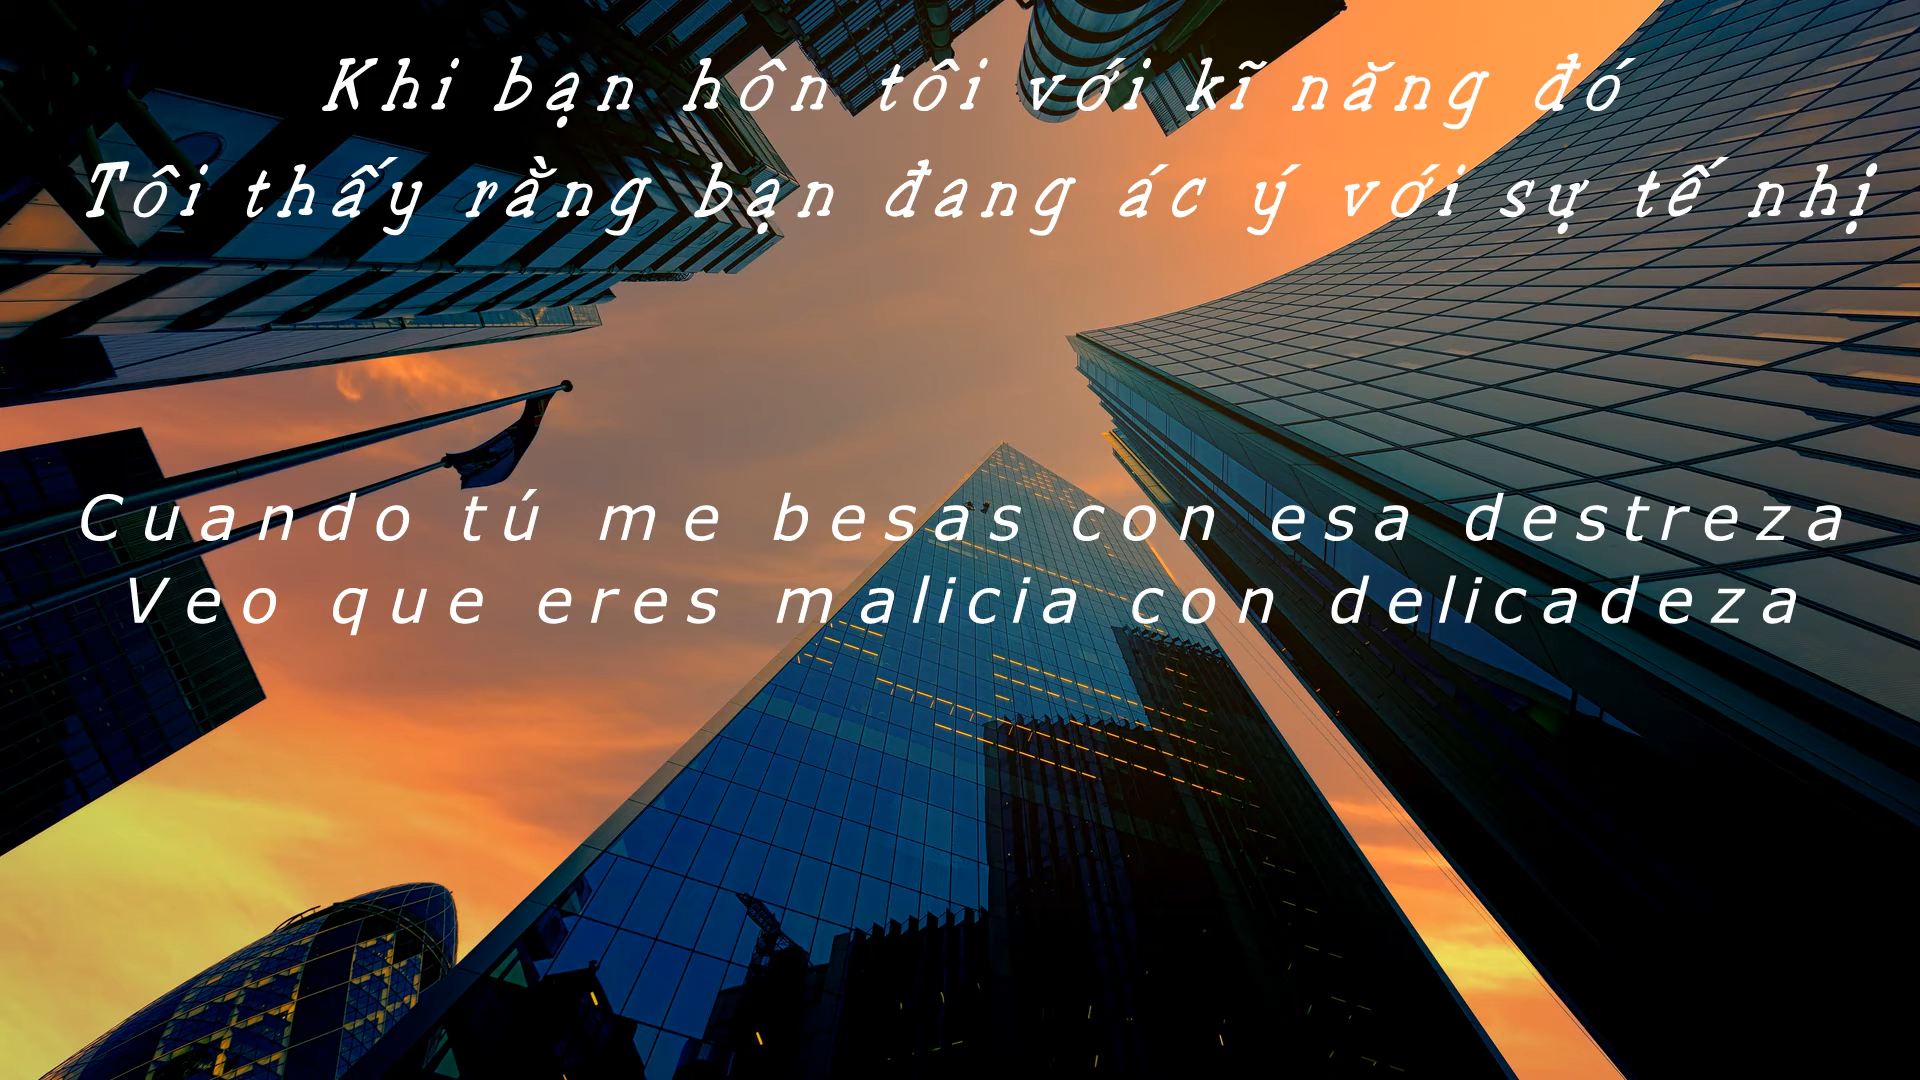 Khi bạn hôn tôi với kĩ năng đó
Tôi thấy rằng bạn đang ác ý với sự tế nhị
Cuando tú me besas con esa destreza
Veo que eres malicia con delicadeza